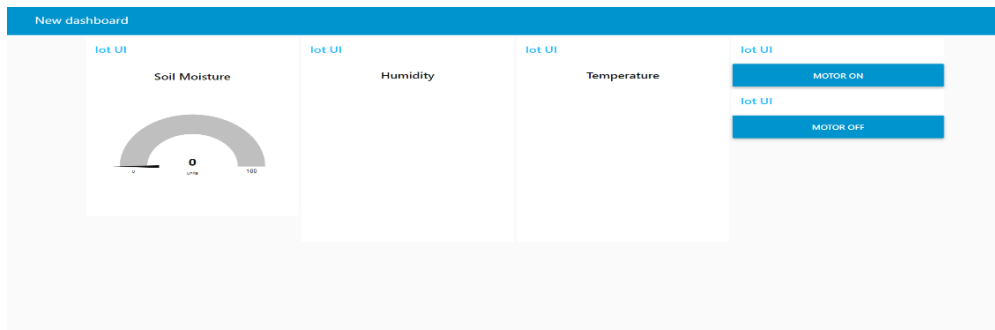 New dashboard
Iot UI
Soil Moisture
0
units
0
100
Iot UI
Humidity
Iot UI
Temperature
Iot UI
MOTOR ON
Iot UI
MOTOR OFF